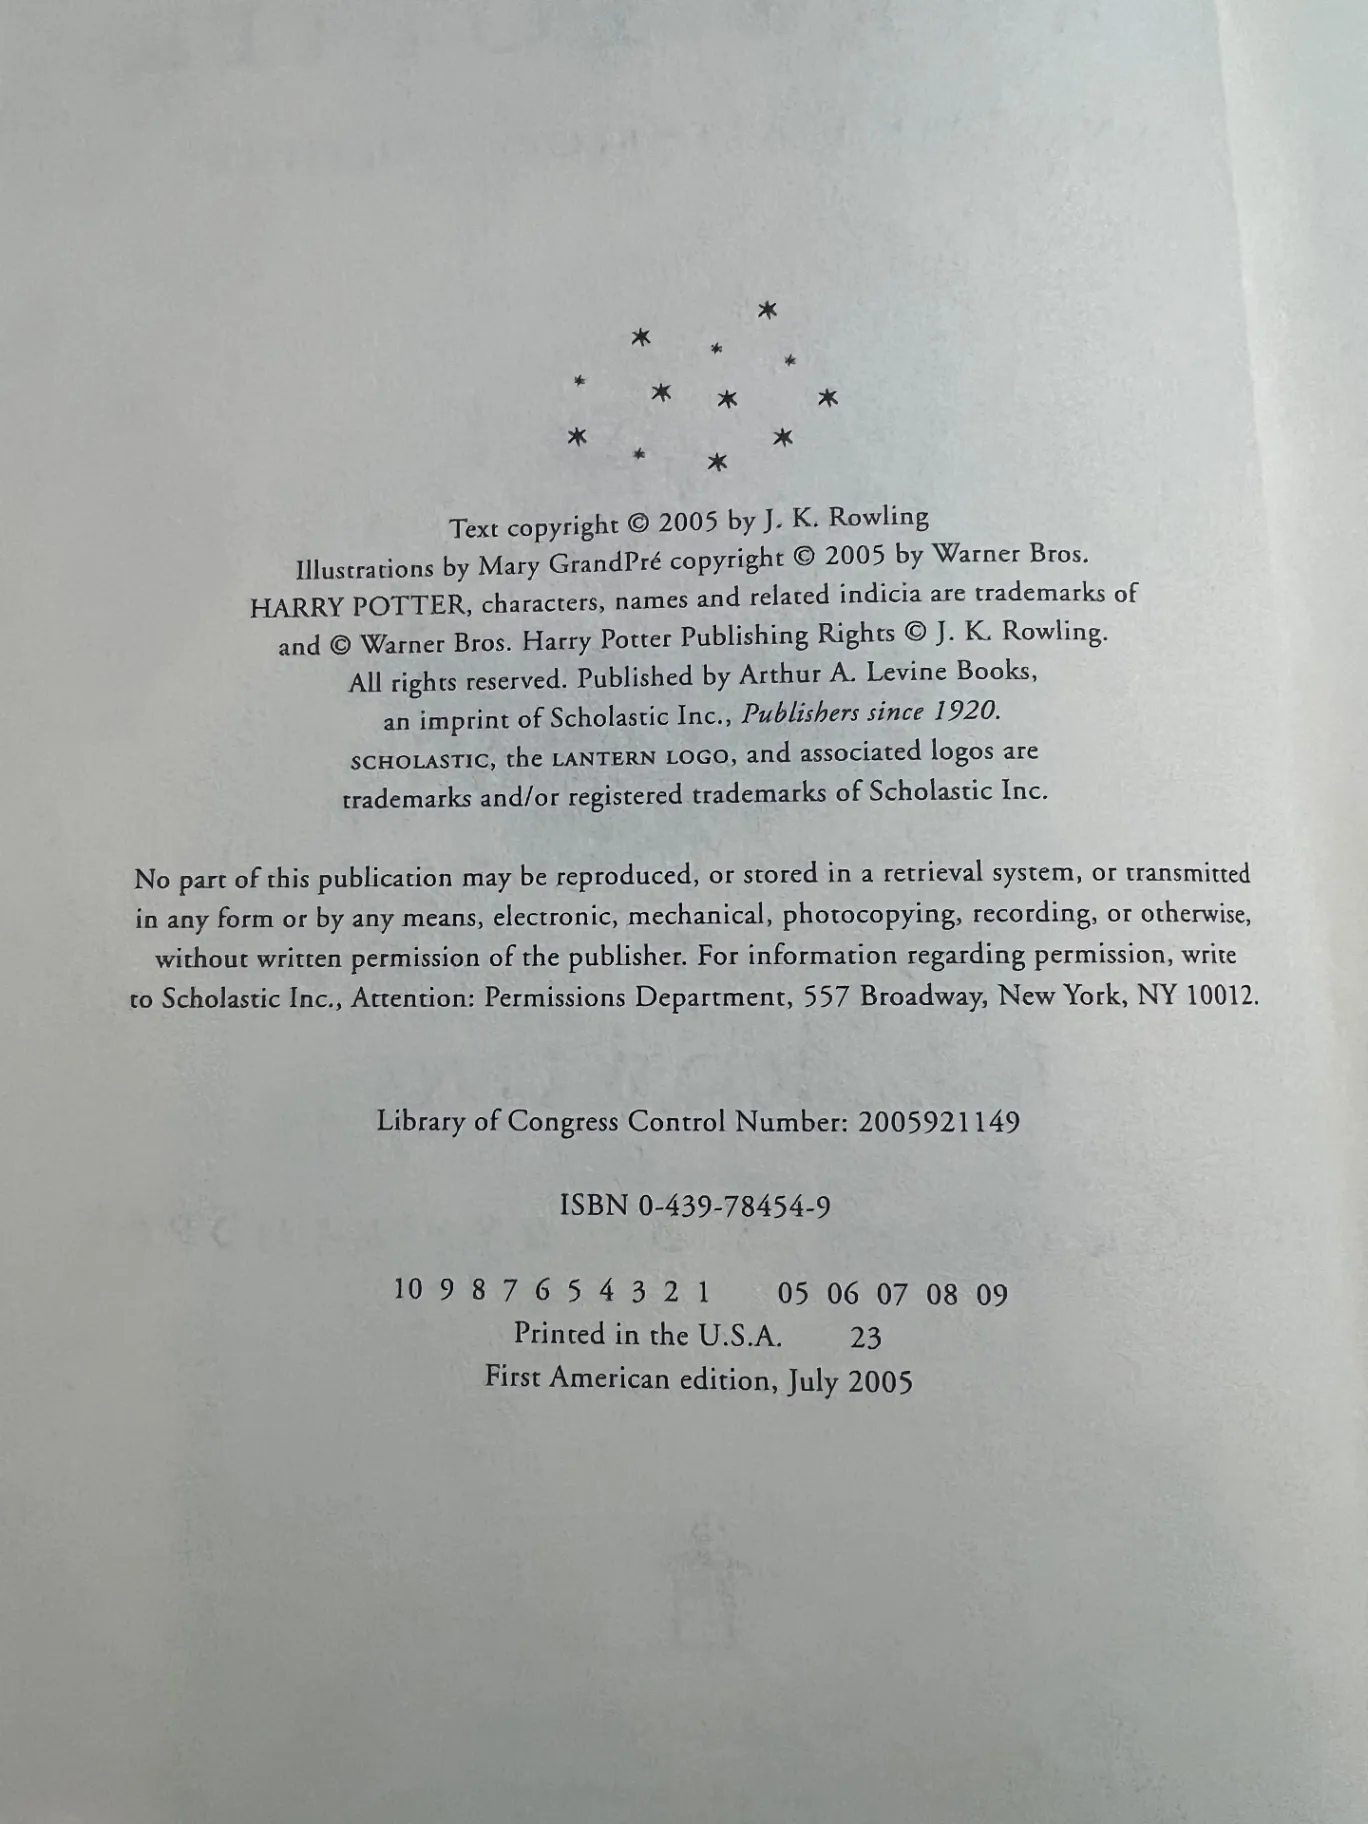 Text copyright © 2005 by J. K. Rowling
Illustrations by Mary GrandPré copyright © 2005 by Warner Bros.
HARRY POTTER, characters, names and related indicia are trademarks of
and © Warner Bros. Harry Potter Publishing Rights © J. K. Rowling.
All rights reserved. Published by Arthur A. Levine Books,
an imprint of Scholastic Inc., Publishers since 1920.
SCHOLASTIC, the LANTERN LOGO, and associated logos are
trademarks and/or registered trademarks of Scholastic Inc.
No part of this publication may be reproduced, or stored in a retrieval system, or transmitted
in any form or by any means, electronic, mechanical, photocopying, recording, or otherwise,
without written permission of the publisher. For information regarding permission, write
to Scholastic Inc., Attention: Permissions Department, 557 Broadway, New York, NY 10012.
Library of Congress Control Number: 2005921149
ISBN 0-439-78454-9
10 9 8 7 6 5 4 3 2 1 05 06 07 08 09
Printed in the U.S.A. 23
First American edition, July 2005